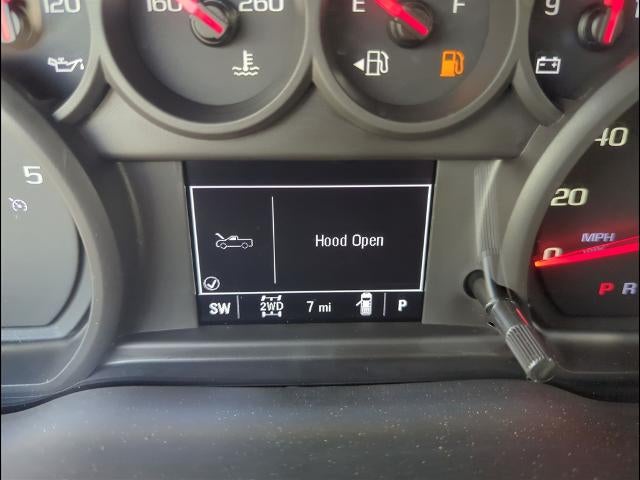 120 160 260 E F 9
5 40
Hood Open 20
MPH
0
SW 2WD 7 mi P P R